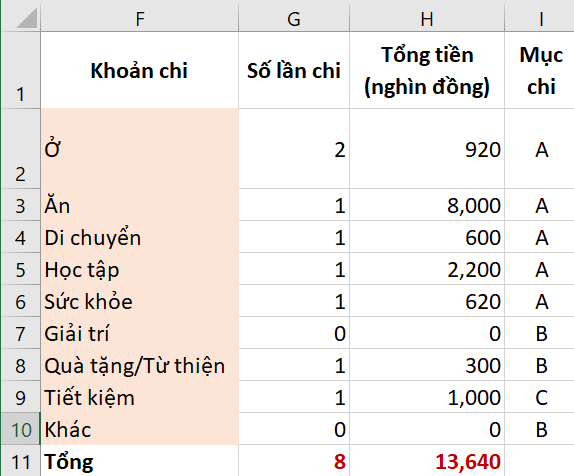 F G H I
1 Khoản chi Số lần chi Tổng tiền (nghìn đồng) Mục chi
2 Ở 2 920 A
3 Ăn 1 8,000 A
4 Di chuyển 1 600 A
5 Học tập 1 2,200 A
6 Sức khỏe 1 620 A
7 Giải trí 0 0 B
8 Quà tặng/Từ thiện 1 300 B
9 Tiết kiệm 1 1,000 C
10 Khác 0 0 B
11 Tổng 8 13,640